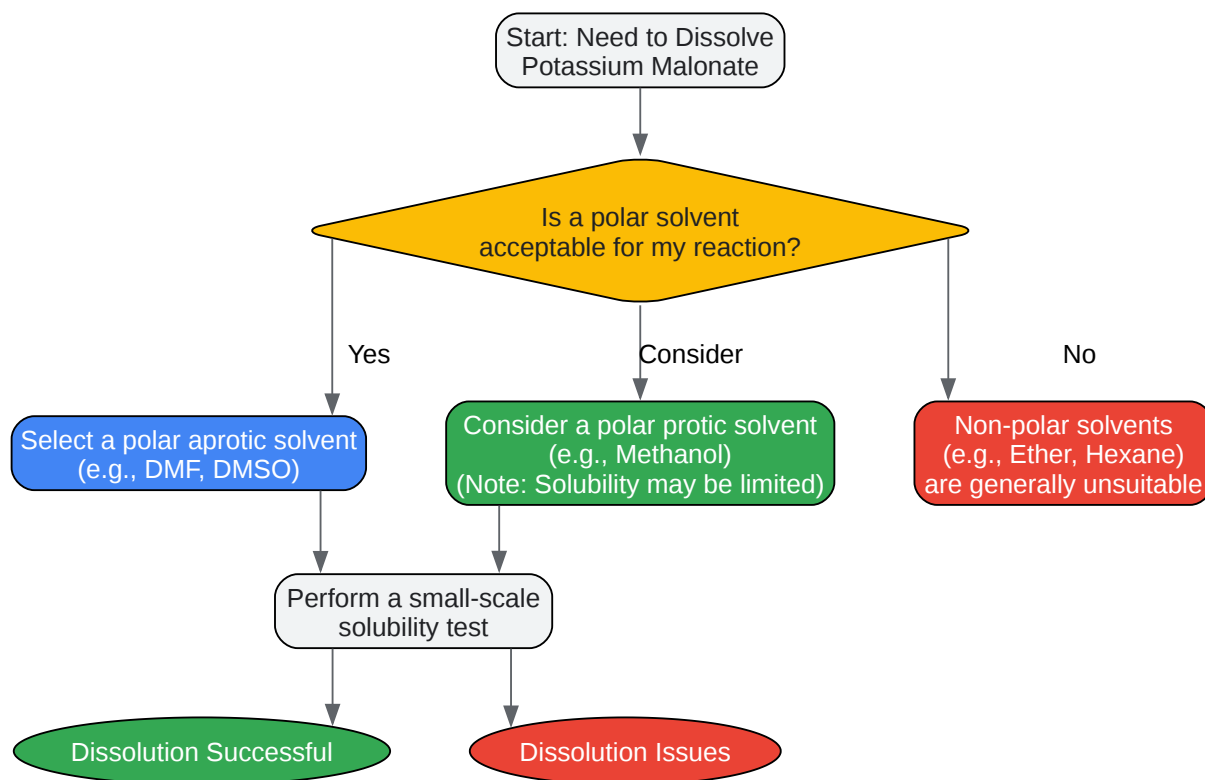 Start: Need to Dissolve
Potassium Malonate
Is a polar solvent
acceptable for my reaction?
Yes
Consider
No
Select a polar aprotic solvent
(e.g., DMF, DMSO)
Consider a polar protic solvent
(e.g., Methanol)
(Note: Solubility may be limited)
Non-polar solvents
(e.g., Ether, Hexane)
are generally unsuitable
Perform a small-scale
solubility test
Dissolution Successful
Dissolution Issues